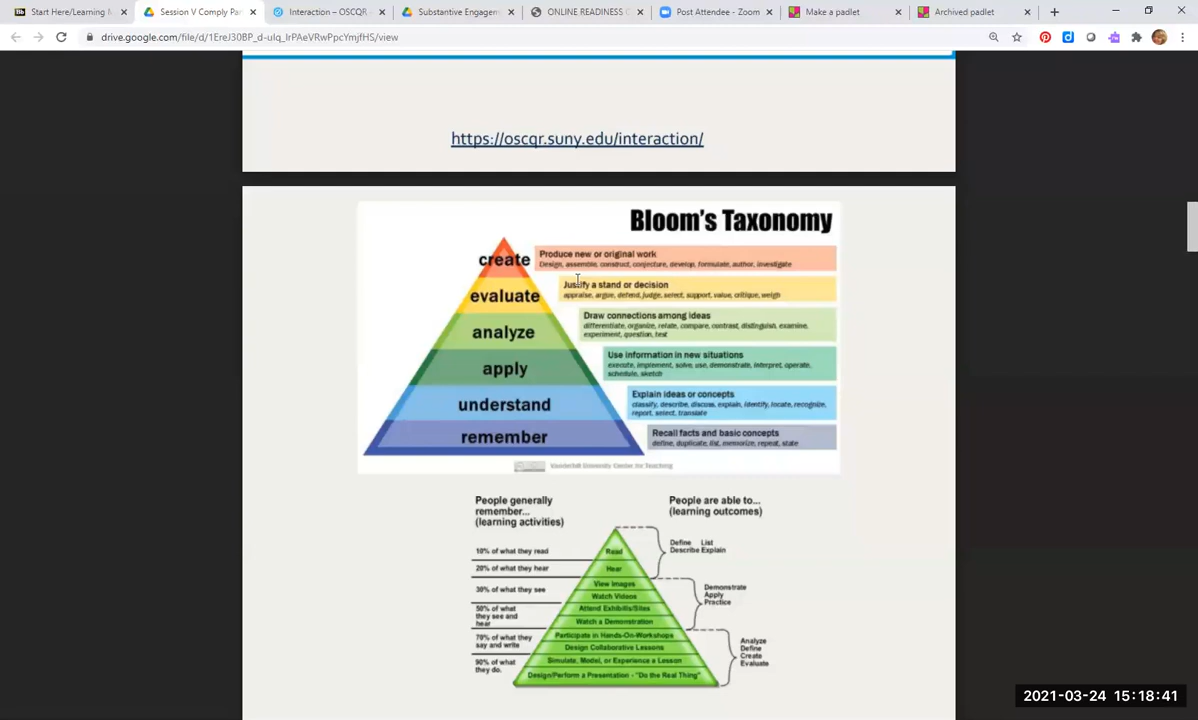 Start Here/Learning M
Session V Comply Pa
Interaction – OSCQR
Substantive Engagem
ONLINE READINESS C
Post Attendee - Zoom
Make a padlet
Archived padlet
drive.google.com/file/d/1EreJ30BP_d-ulq_IrPAeVRwPpcYmjfHS/view
https://oscqr.suny.edu/interaction/
Bloom's Taxonomy
create
Produce new or original work
Design, assemble, construct, conjecture, develop, formulate, author, investigate
evaluate
Justify a stand or decision
appraise, argue, defend, judge, select, support, value, critique, weigh
analyze
Draw connections among ideas
differentiate, organize, relate, compare, contrast, distinguish, examine,
experiment, question, test
apply
Use information in new situations
execute, implement, solve, use, demonstrate, interpret, operate,
schedule, sketch
understand
Explain ideas or concepts
classify, describe, discuss, explain, identify, locate, recognize,
report, select, translate
remember
Recall facts and basic concepts
define, duplicate, list, memorize, repeat, state
Vanderbilt University Center for Teaching
People generally
remember...
(learning activities)
People are able to...
(learning outcomes)
10% of what they read
20% of what they hear
30% of what they see
50% of what
they see and
hear
70% of what they
say and write
90% of what
they do.
Read
Hear
View Images
Watch Videos
Attend Exhibits/Sites
Watch a Demonstration
Participate in Hands-On-Workshops
Design Collaborative Lessons
Simulate, Model, or Experience a Lesson
Design/Perform a Presentation - "Do the Real Thing"
Define List
Describe Explain
Demonstrate
Apply
Practice
Analyze
Define
Create
Evaluate
2021-03-24 15:18:41